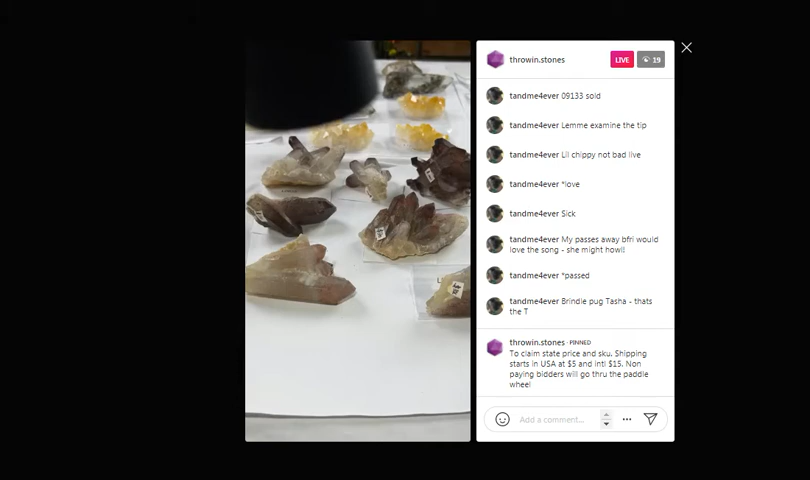 throwin.stones
LIVE
19
tandme4ever 09133 sold
tandme4ever Lemme examine the tip
tandme4ever Lil chippy not bad live
tandme4ever *love
tandme4ever Sick
tandme4ever My passes away bfri would
love the song - she might howl!
tandme4ever *passed
tandme4ever Brindle pug Tasha - thats
the T
throwin.stones · PINNED
To claim state price and sku. Shipping
starts in USA at $5 and intl $15. Non
paying bidders will go thru the paddle
wheel
Add a comment...